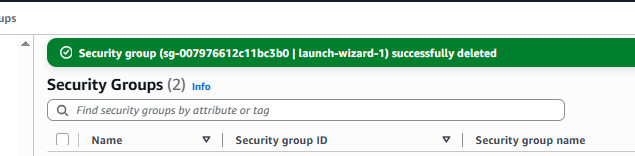 ups
Security group (sg-007976612c11bc3b0 | launch-wizard-1) successfully deleted
Security Groups (2) Info
Find security groups by attribute or tag
Name Security group ID Security group name